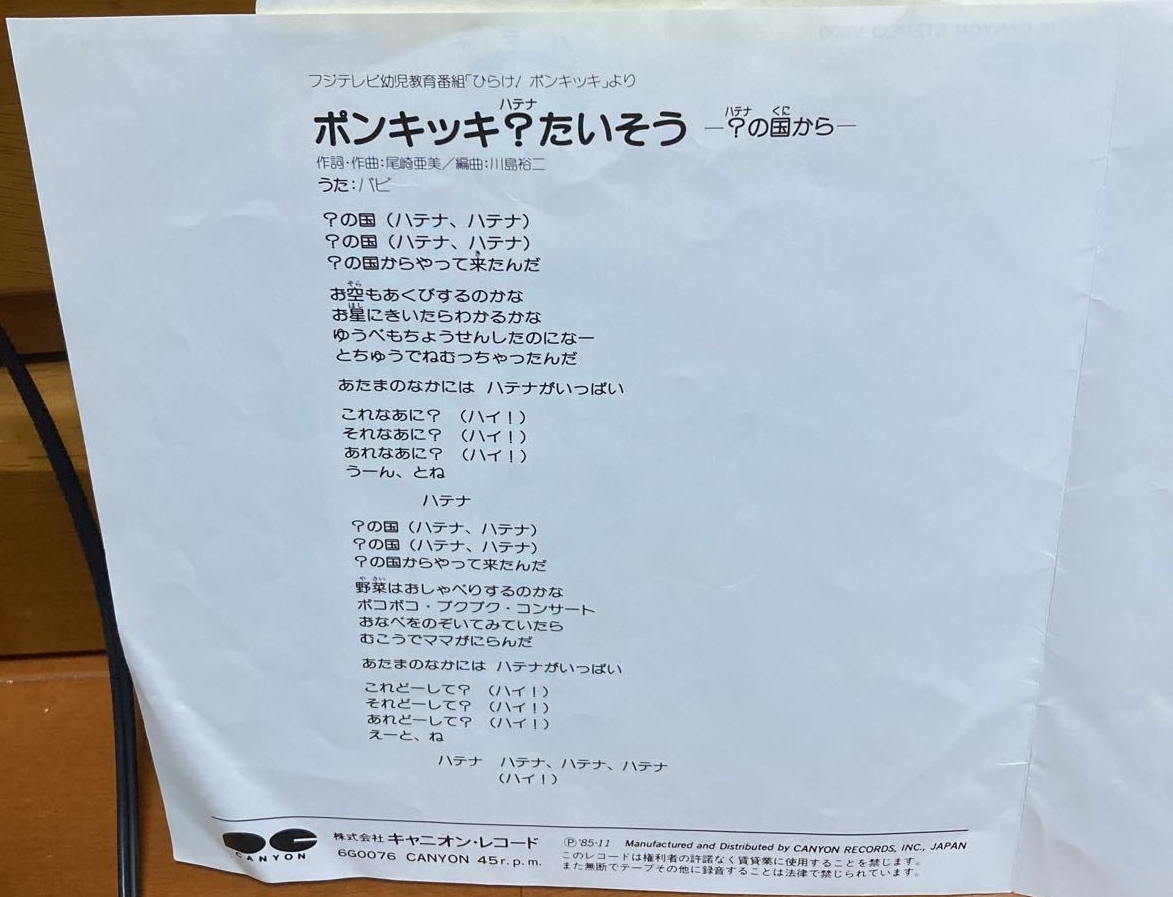 フジテレビ幼児教育番組「ひらけ! ポンキッキ」より
ハテナ
ポンキッキ?たいそう
ハテナ くに
—?の国から—
作詞・作曲:尾崎亜美/編曲:川島裕二
うた:バビ
?の国(ハテナ、ハテナ)
?の国(ハテナ、ハテナ)
き
?の国からやって来たんだ
そら
お空もあくびするのかな
ほし
お星にきいたらわかるかな
ゆうべもちょうせんしたのになー
とちゅうでねむっちゃったんだ
あたまのなかには ハテナがいっぱい
これなあに? (ハイ!)
それなあに? (ハイ!)
あれなあに? (ハイ!)
うーん、とね
ハテナ
?の国(ハテナ、ハテナ)
?の国(ハテナ、ハテナ)
?の国からやって来たんだ
や さい
野菜はおしゃべりするのかな
ポコポコ・プクプク・コンサート
おなべをのぞいてみていたら
むこうでママがにらんだ
あたまのなかには ハテナがいっぱい
これどーして? (ハイ!)
それどーして? (ハイ!)
あれどーして? (ハイ!)
えーと、ね
ハテナ ハテナ、ハテナ、ハテナ
(ハイ!)
CANYON
株式会社キャニオン・レコード
6G0076 CANYON 45r.p.m.
Ⓟ'85・11 Manufactured and Distributed by CANYON RECORDS, INC., JAPAN
このレコードは権利者の許諾なく賃貸業に使用することを禁じます。
また無断でテープその他に録音することは法律で禁じられています。